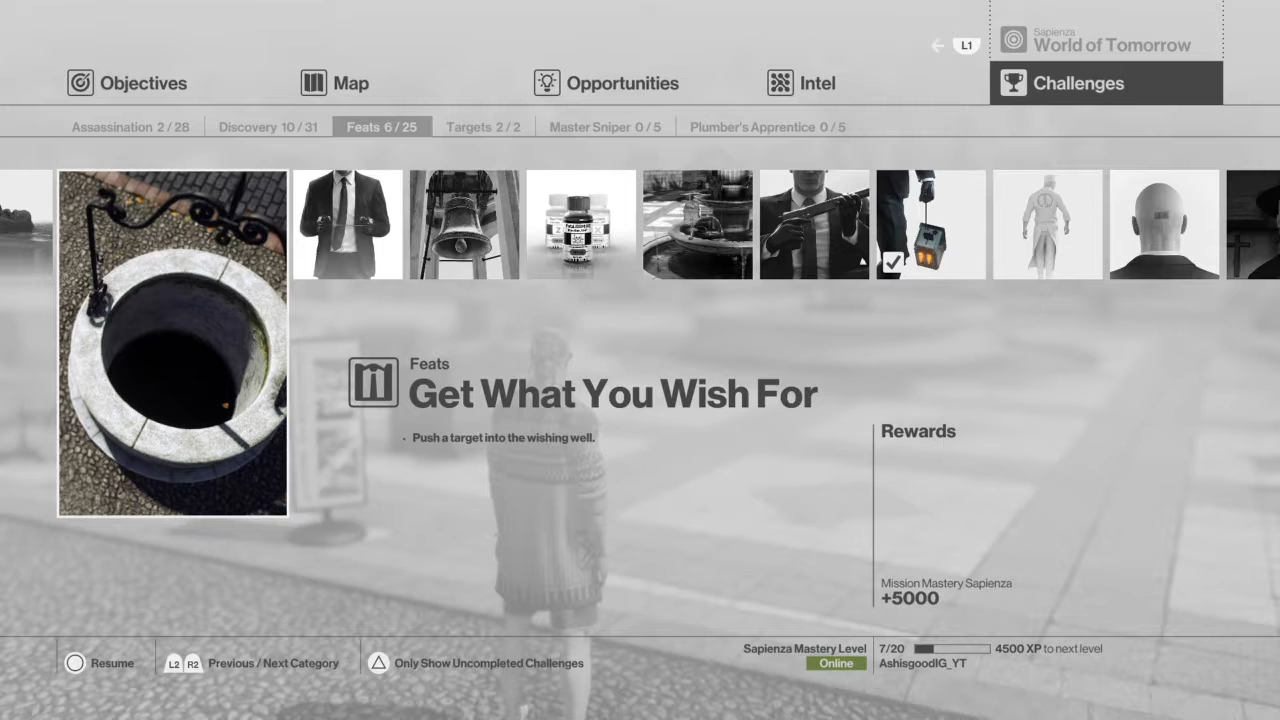 L1
Sapienza
World of Tomorrow
Objectives
Map
Opportunities
Intel
Challenges
Assassination 2 / 28
Discovery 10 / 31
Feats 6 / 25
Targets 2 / 2
Master Sniper 0 / 5
Plumber's Apprentice 0 / 5
Feats
Get What You Wish For
· Push a target into the wishing well.
Rewards
Mission Mastery Sapienza
+5000
Resume
L2 R2 Previous / Next Category
Only Show Uncompleted Challenges
Sapienza Mastery Level
7/20
4500 XP to next level
Online
AshisgoodIG_YT